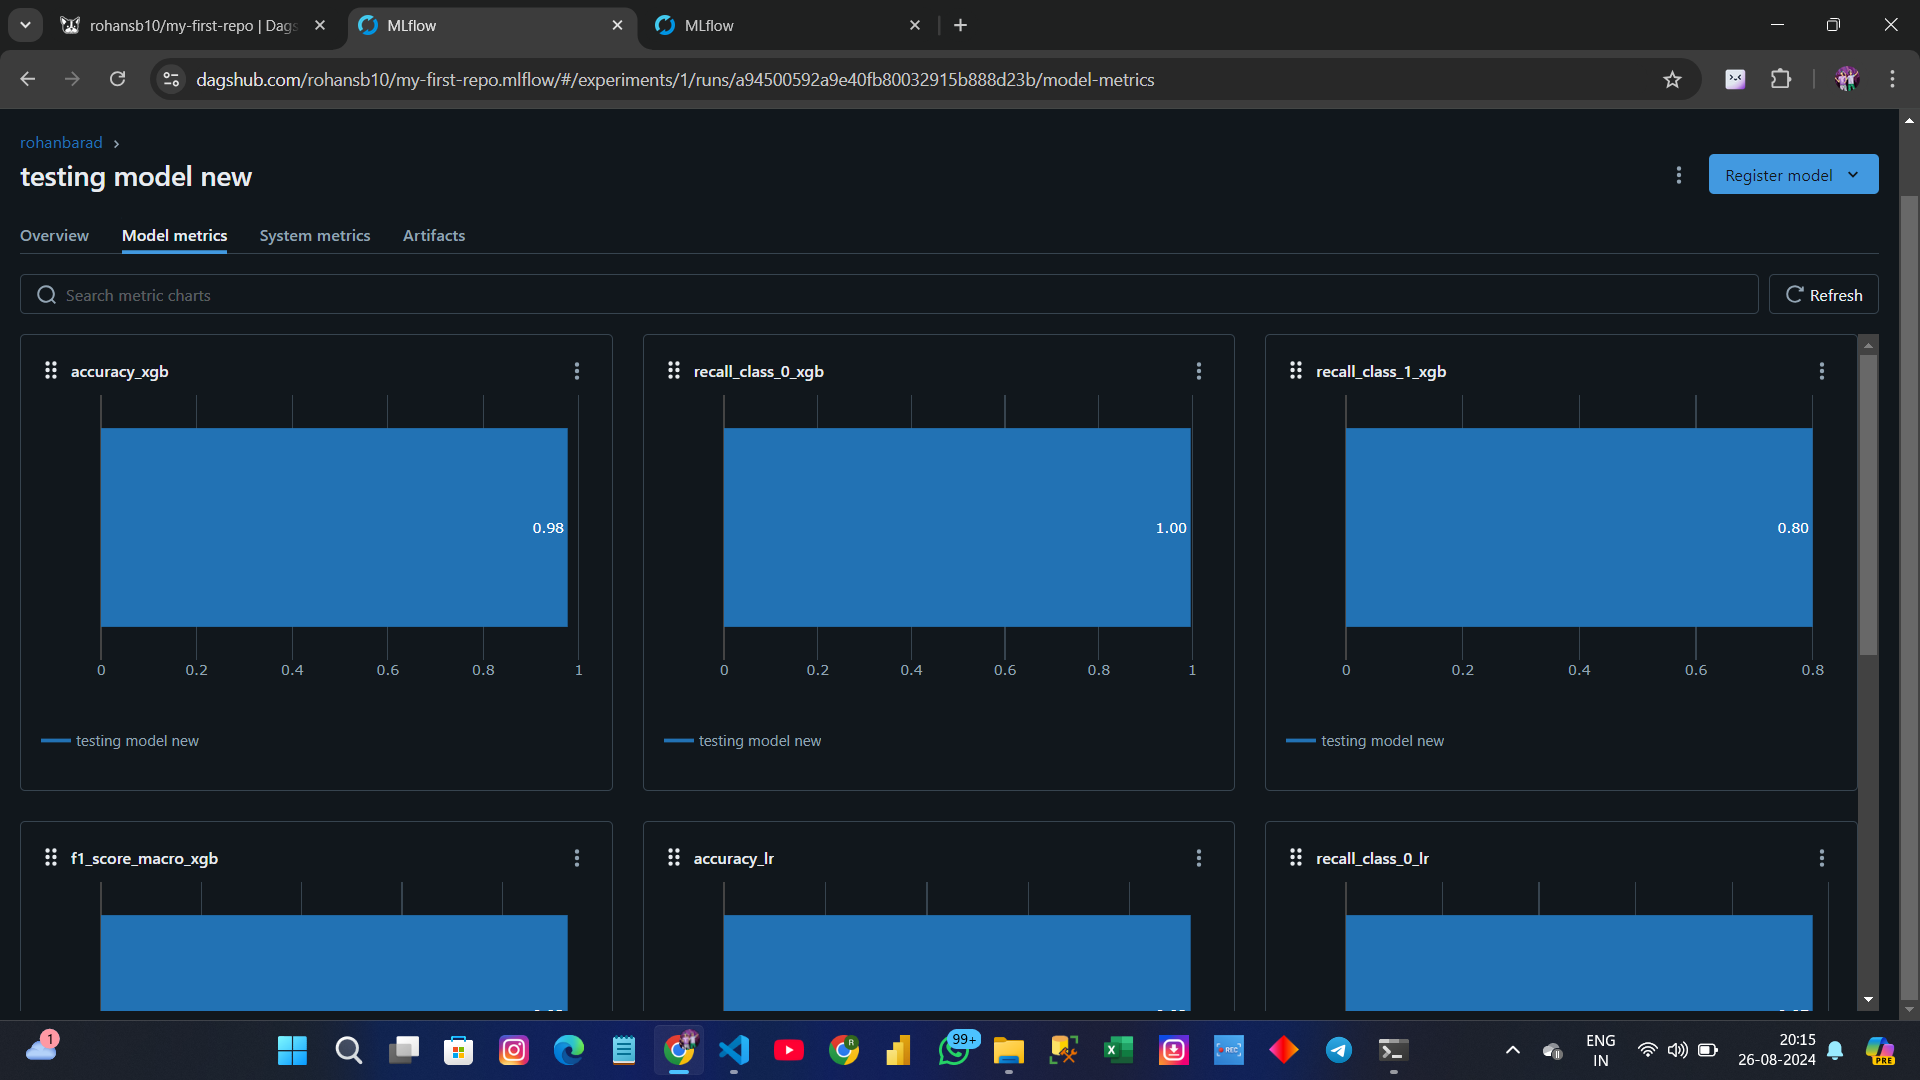 rohansb10/my-first-repo | Dags
MLflow
MLflow
dagshub.com/rohansb10/my-first-repo.mlflow/#/experiments/1/runs/a94500592a9e40fb80032915b888d23b/model-metrics
rohanbarad
testing model new
Register model
Overview
Model metrics
System metrics
Artifacts
Search metric charts
Refresh
accuracy_xgb
0.98
0 0.2 0.4 0.6 0.8 1
testing model new
recall_class_0_xgb
1.00
0 0.2 0.4 0.6 0.8 1
testing model new
recall_class_1_xgb
0.80
0 0.2 0.4 0.6 0.8
testing model new
f1_score_macro_xgb
accuracy_lr
recall_class_0_lr
1
R
99+
REC
ENG
IN
20:15
26-08-2024
PRE